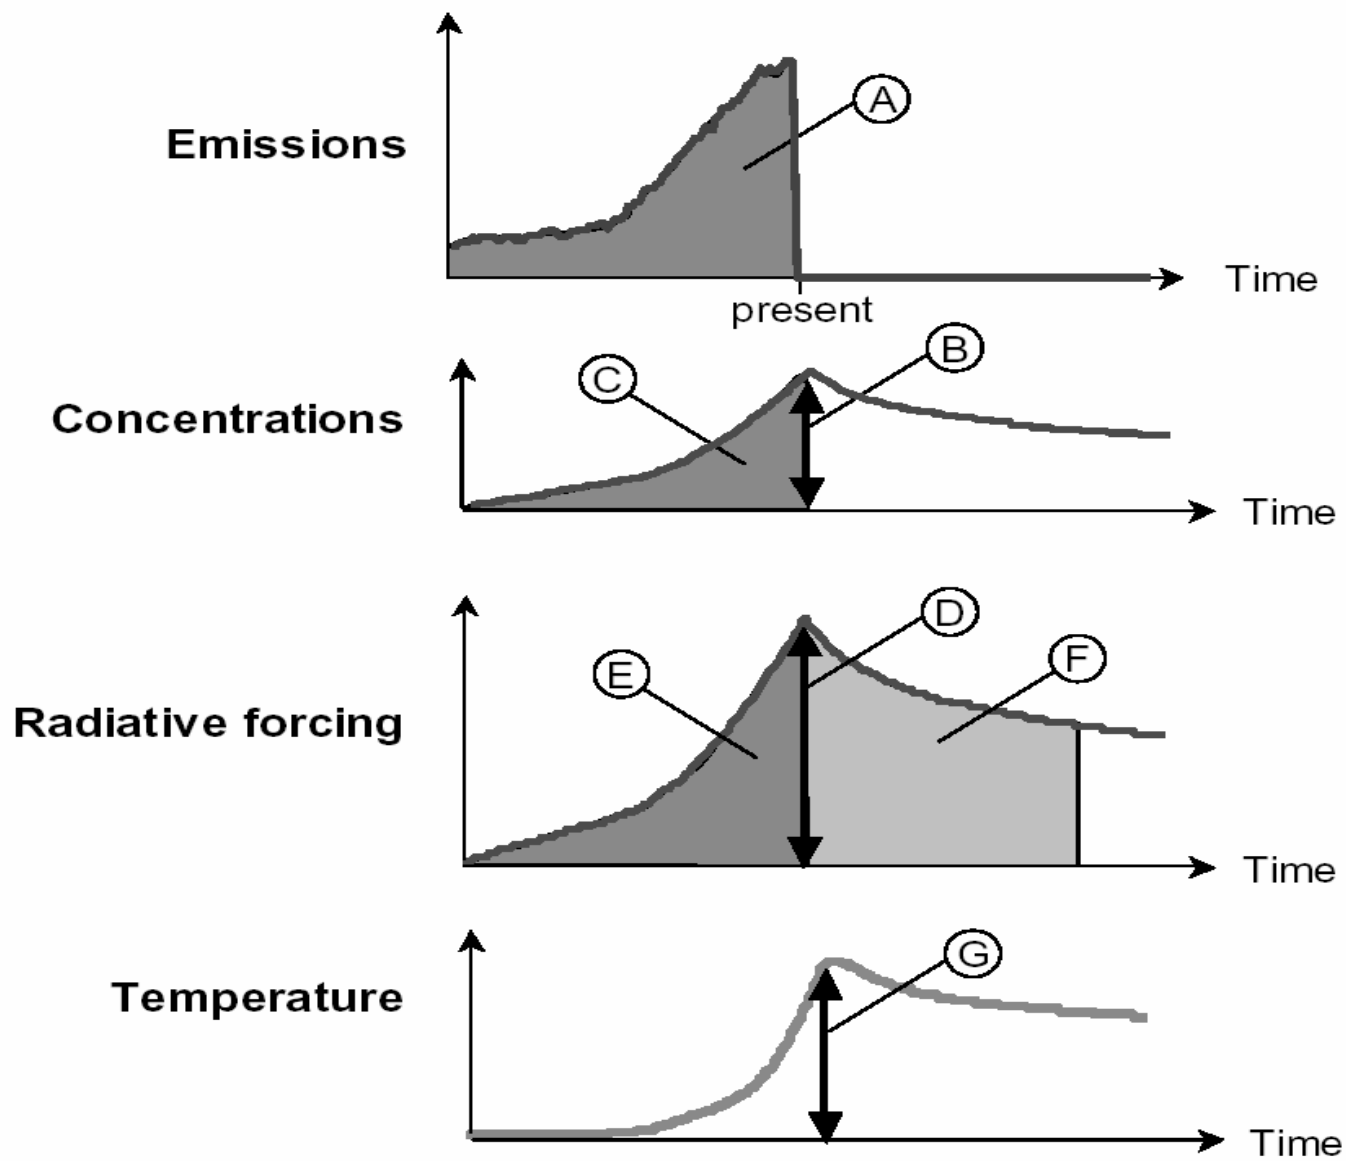 A
Emissions
Time
present
B
C
Concentrations
Time
D
F
E
Radiative forcing
Time
G
Temperature
Time